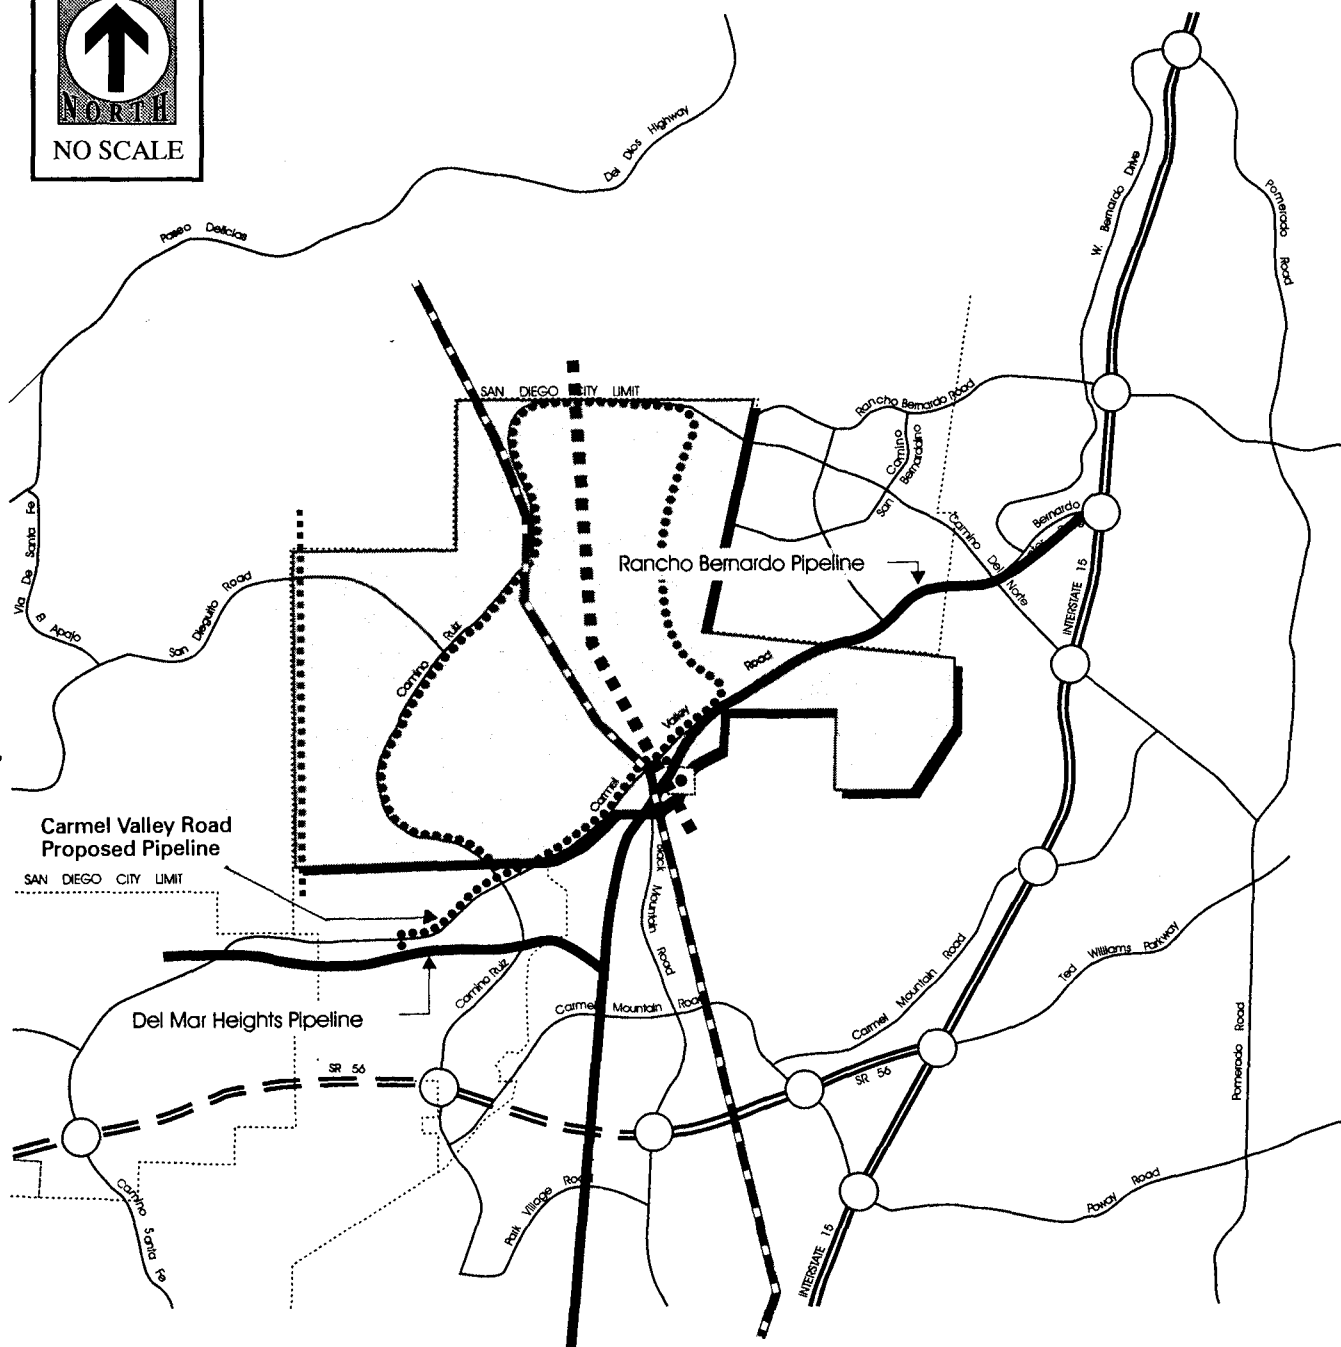 NORTH
NO SCALE
Del Dios Highway
Paseo Delicias
W. Bernardo Drive
Pomerado Road
SAN DIEGO CITY LIMIT
Rancho Bernardo Road
Camino
San Bernardino
Via De Santa Fe
El Apajo
San Dieguito Road
Bernardo
Camino Del Norte
Rancho Bernardo Pipeline
INTERSTATE 15
Camino Ruiz
Carmel Valley Road
Carmel Valley Road
Proposed Pipeline
SAN DIEGO CITY LIMIT
Black Mountain Road
Camino Ruiz
Carmel Mountain Road
Carmel Mountain Road
Ted Williams Parkway
Del Mar Heights Pipeline
SR 56
SR 56
Pomerado Road
Park Village Road
Poway Road
Camino Santa Fe
INTERSTATE 15